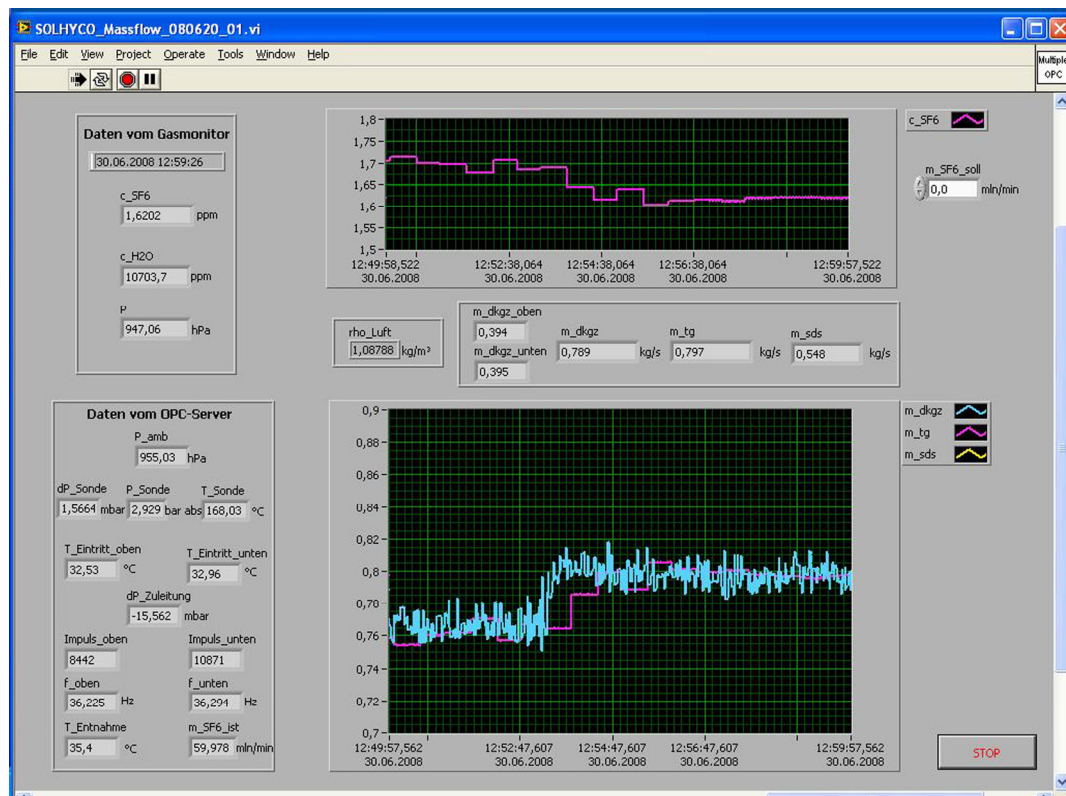 SOLHYCO_Massflow_080620_01.vi
File Edit View Project Operate Tools Window Help
Multiple
OPC
Daten vom Gasmonitor
30.06.2008 12:59:26
c_SF6
1,6202 ppm
c_H2O
10703,7 ppm
P
947,06 hPa
1,8
1,7
1,65
1,6
1,55
1,5
12:49:58,522 12:52:38,064 12:54:38,064 12:56:38,064 12:59:57,522
30.06.2008 30.06.2008 30.06.2008 30.06.2008 30.06.2008
c_SF6
m_SF6_soll
0,0 mln/min
rho_Luft
1,08788 kg/m³
m_dkgz_oben
0,394
m_dkgz_unten
0,395
m_dkgz
0,789 kg/s
m_tg
0,797 kg/s
m_sds
0,548 kg/s
Daten vom OPC-Server
P_amb
955,03 hPa
dP_Sonde P_Sonde T_Sonde
1,5664 mbar 2,929 bar abs 168,03 °C
T_Eintritt_oben T_Eintritt_unten
32,53 °C 32,96 °C
dP_Zuleitung
-15,562 mbar
Impuls_oben Impuls_unten
8442 10871
f_oben f_unten
36,225 Hz 36,294 Hz
T_Entnahme m_SF6_ist
35,4 °C 59,978 mln/min
0,9
0,88
0,86
0,84
0,82
0,8
0,78
0,76
0,74
0,72
0,7
12:49:57,562 12:52:47,607 12:54:47,607 12:56:47,607 12:59:57,562
30.06.2008 30.06.2008 30.06.2008 30.06.2008 30.06.2008
m_dkgz
m_tg
m_sds
STOP